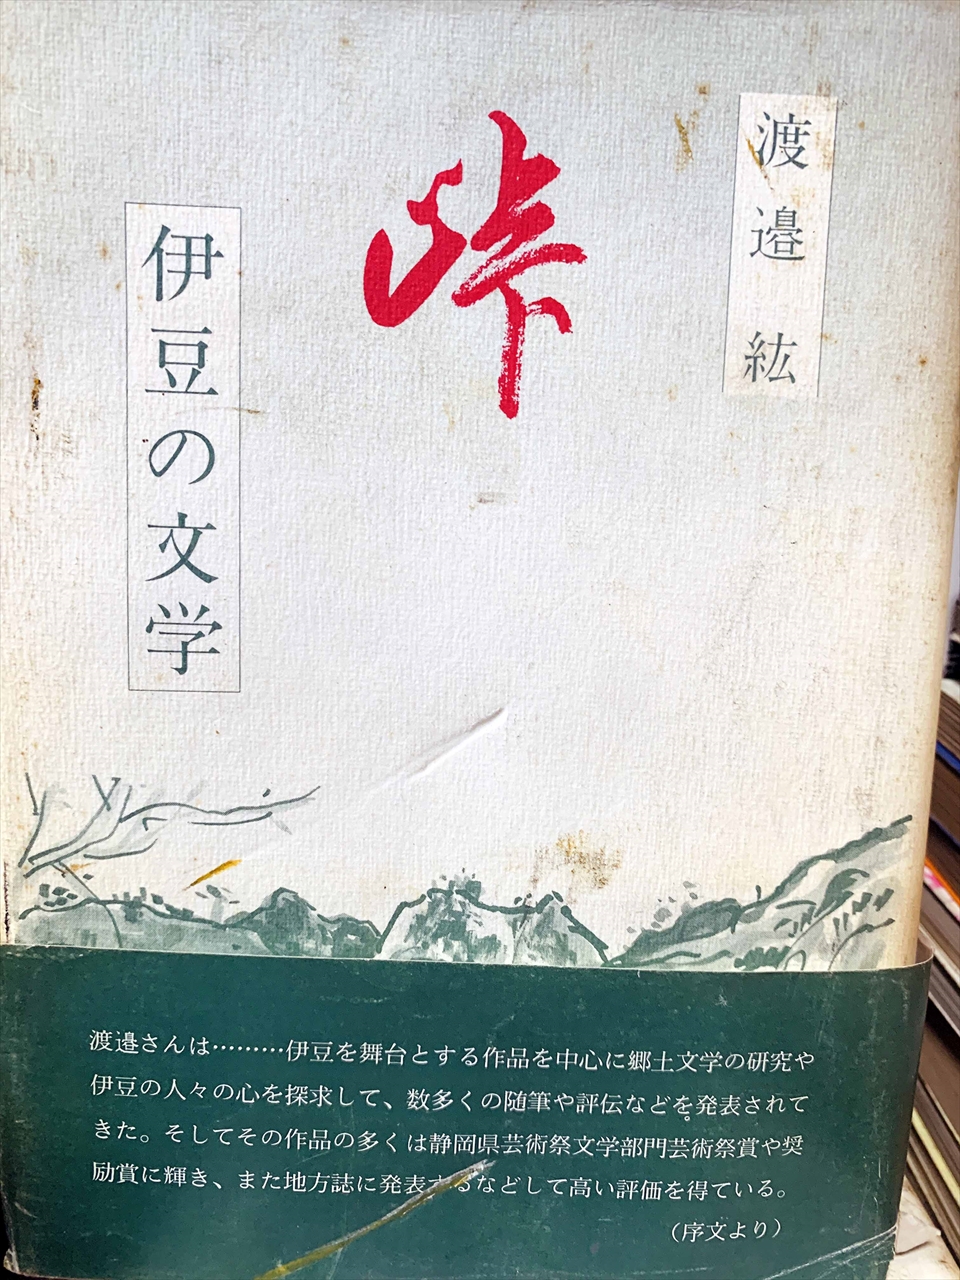 渡邉紘
峠
伊豆の文学
渡邉さんは………伊豆を舞台とする作品を中心に郷土文学の研究や
伊豆の人々の心を探求して、数多くの随筆や評伝などを発表されて
きた。そしてその作品の多くは静岡県芸術祭文学部門芸術祭賞や奨
励賞に輝き、また地方誌に発表するなどして高い評価を得ている。
（序文より）